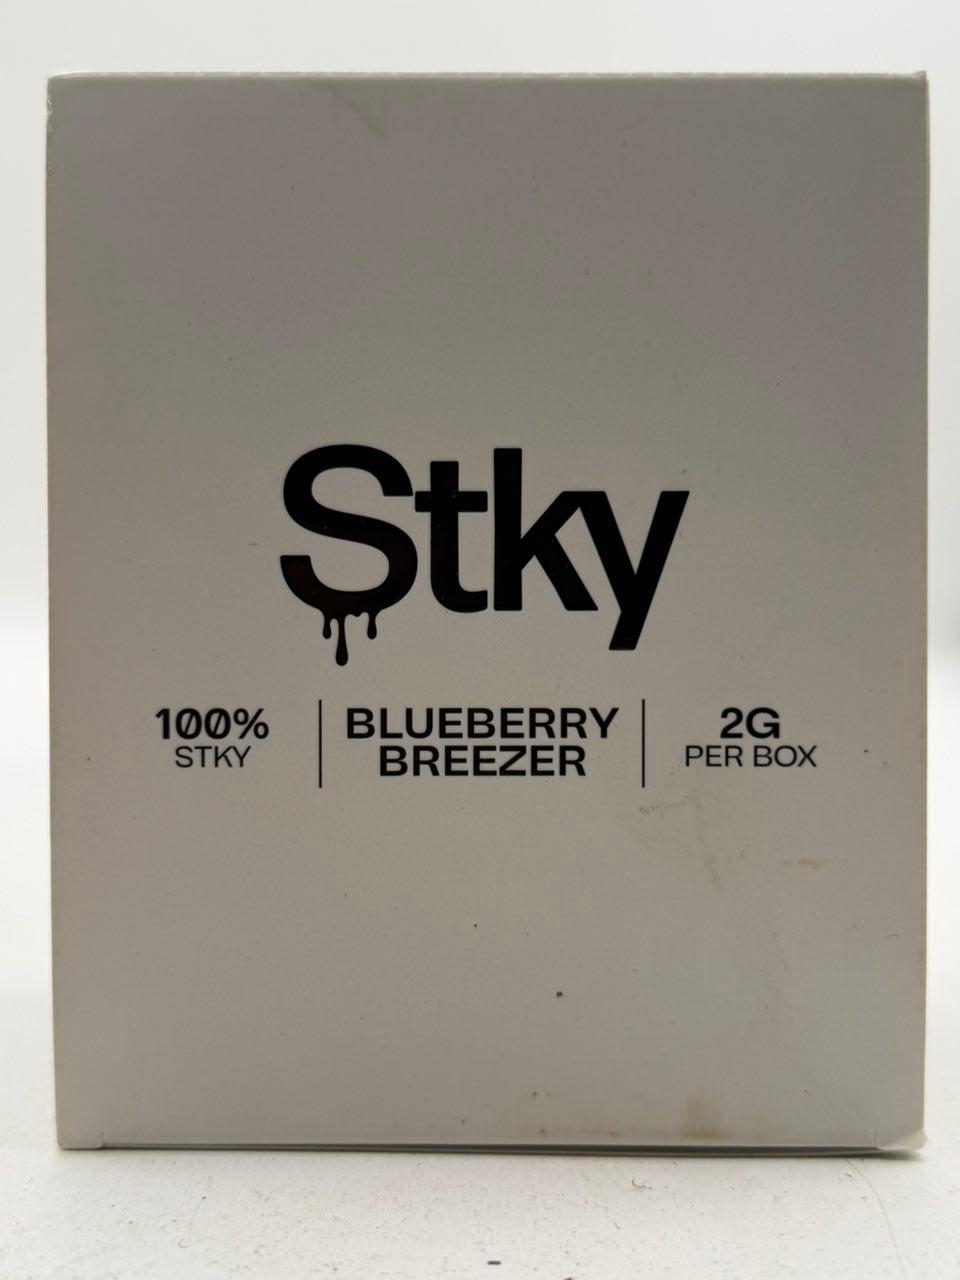 Stky
100% STKY
BLUEBERRY BREEZER
2G PER BOX